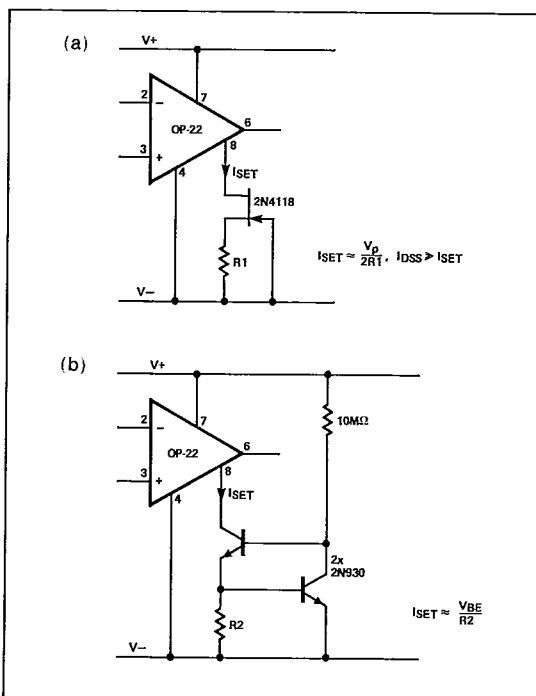 (a)
V+
2
−
7
OP-22
6
3
+
4
8
ISET
2N4118
R1
ISET ≈ Vp/2R1, IDSS ≫ ISET
V−
(b)
V+
10MΩ
2
−
7
OP-22
6
3
+
4
8
ISET
2x
2N930
R2
ISET ≈ VBE/R2
V−